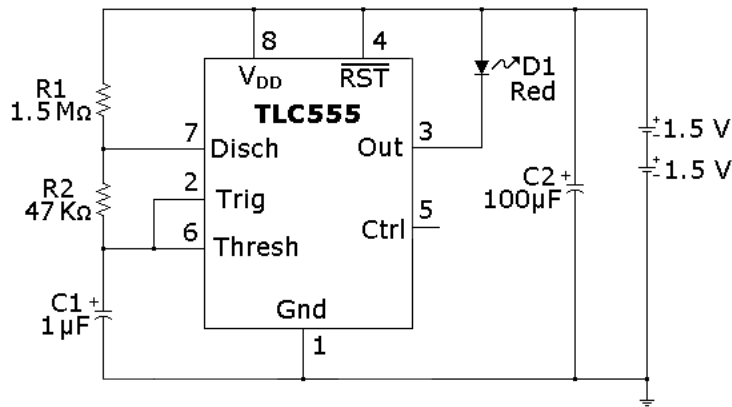 8
4
VDD
RST
TLC555
R1
1.5 MΩ
7
Disch
Out
3
D1
Red
+
1.5 V
-
+
1.5 V
-
R2
47 KΩ
2
Trig
6
Thresh
5
Ctrl
C2
+
100µF
C1
+
1 µF
Gnd
1